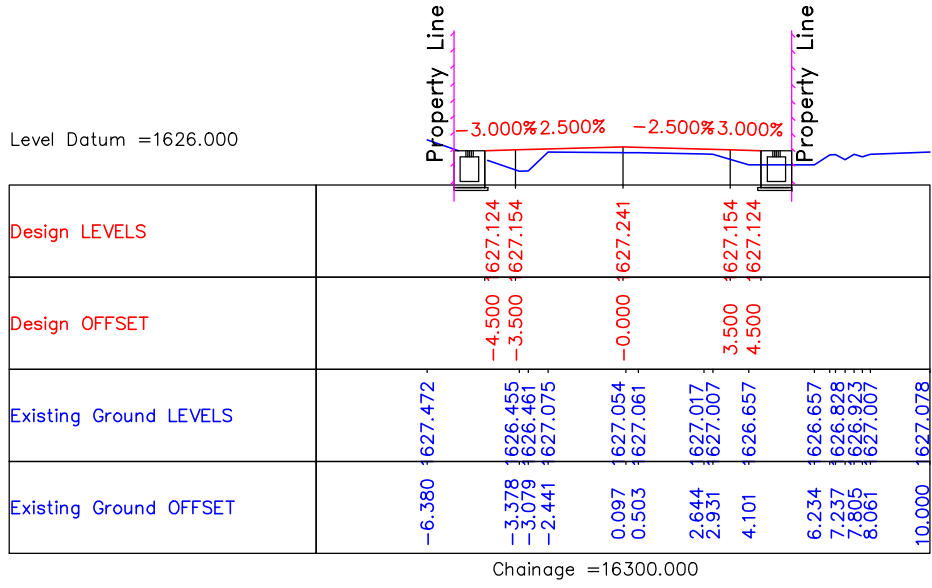 Property Line
Property Line
-3.000% 2.500% -2.500% -3.000%
Level Datum =1626.000
Design LEVELS 1627.124 1627.154 1627.241 1627.154 1627.124
Design OFFSET -4.500 -3.500 -0.000 3.500 4.500
Existing Ground LEVELS 1627.472 1626.455 1626.461 1627.075 1627.054 1627.061 1627.017 1627.007 1626.657 1626.657 1626.828 1626.923 1627.007 1627.078
Existing Ground OFFSET -6.380 -3.378 -3.079 -2.441 0.097 0.503 2.644 2.931 4.101 6.234 7.237 7.805 8.061 10.000
Chainage =16300.000